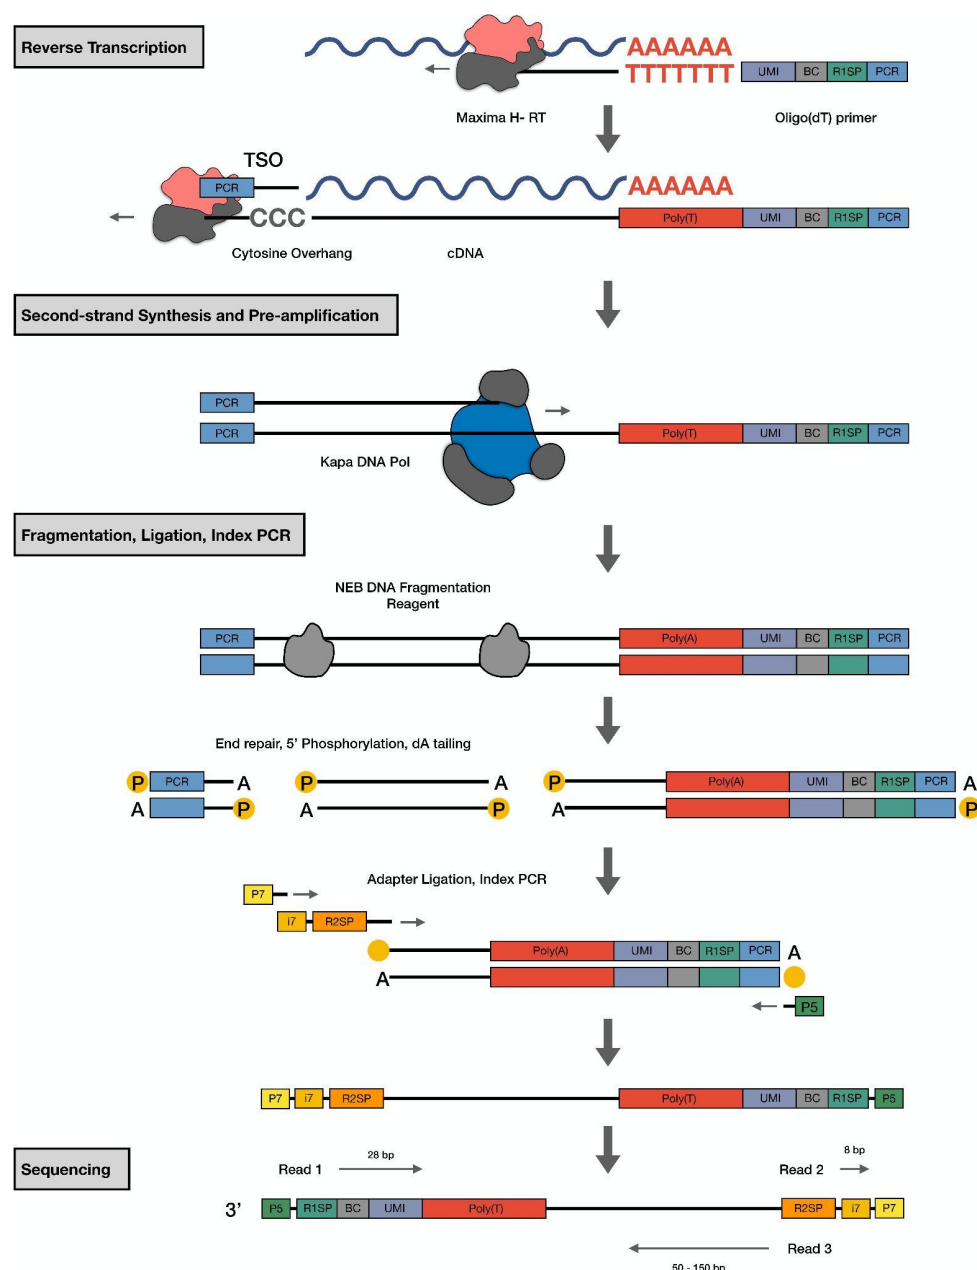 Reverse Transcription
AAAAAA
TTTTTTT UMI BC R1SP PCR
Maxima H- RT Oligo(dT) primer
TSO
PCR AAAAAA
CCC Poly(T) UMI BC R1SP PCR
Cytosine Overhang cDNA
Second-strand Synthesis and Pre-amplification
PCR
PCR Poly(T) UMI BC R1SP PCR
Kapa DNA Pol
Fragmentation, Ligation, Index PCR
NEB DNA Fragmentation
Reagent
PCR Poly(A) UMI BC R1SP PCR
End repair, 5’ Phosphorylation, dA tailing
P PCR A P A P Poly(A) UMI BC R1SP PCR A
A P A P A P
Adapter Ligation, Index PCR
P7
i7 R2SP
Poly(A) UMI BC R1SP PCR A
A
P5
P7 i7 R2SP Poly(T) UMI BC R1SP P5
Sequencing
Read 1 28 bp Read 2 8 bp
3’ P5 R1SP BC UMI Poly(T) R2SP i7 P7
Read 3
50 - 150 bp